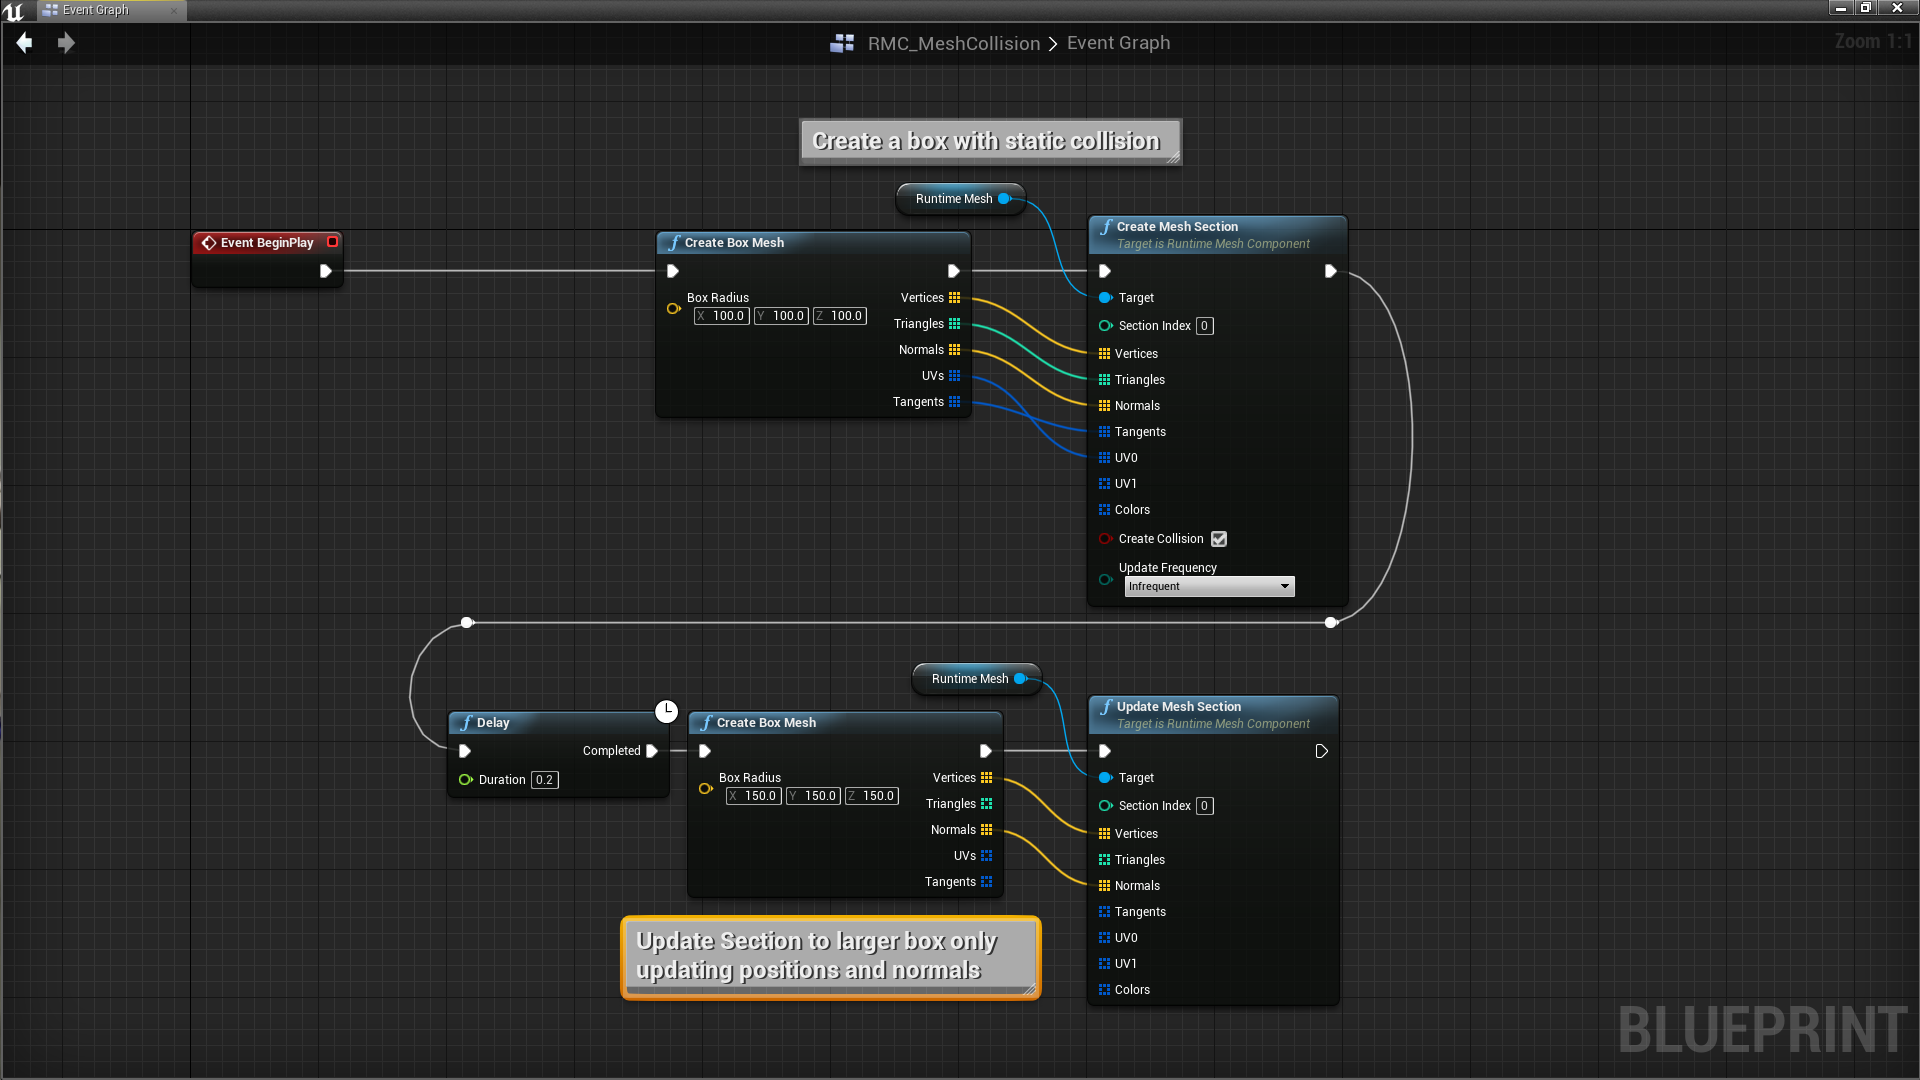 Event Graph
RMC_MeshCollision > Event Graph
Zoom 1:1
Create a box with static collision
Runtime Mesh
Event BeginPlay
Create Box Mesh
Box Radius
X 100.0 Y 100.0 Z 100.0
Vertices
Triangles
Normals
UVs
Tangents
Create Mesh Section
Target is Runtime Mesh Component
Target
Section Index 0
Vertices
Triangles
Normals
Tangents
UV0
UV1
Colors
Create Collision
Update Frequency
Infrequent
Runtime Mesh
Delay
Completed
Duration 0.2
Create Box Mesh
Box Radius
X 150.0 Y 150.0 Z 150.0
Vertices
Triangles
Normals
UVs
Tangents
Update Mesh Section
Target is Runtime Mesh Component
Target
Section Index 0
Vertices
Triangles
Normals
Tangents
UV0
UV1
Colors
Update Section to larger box only
updating positions and normals
BLUEPRINT